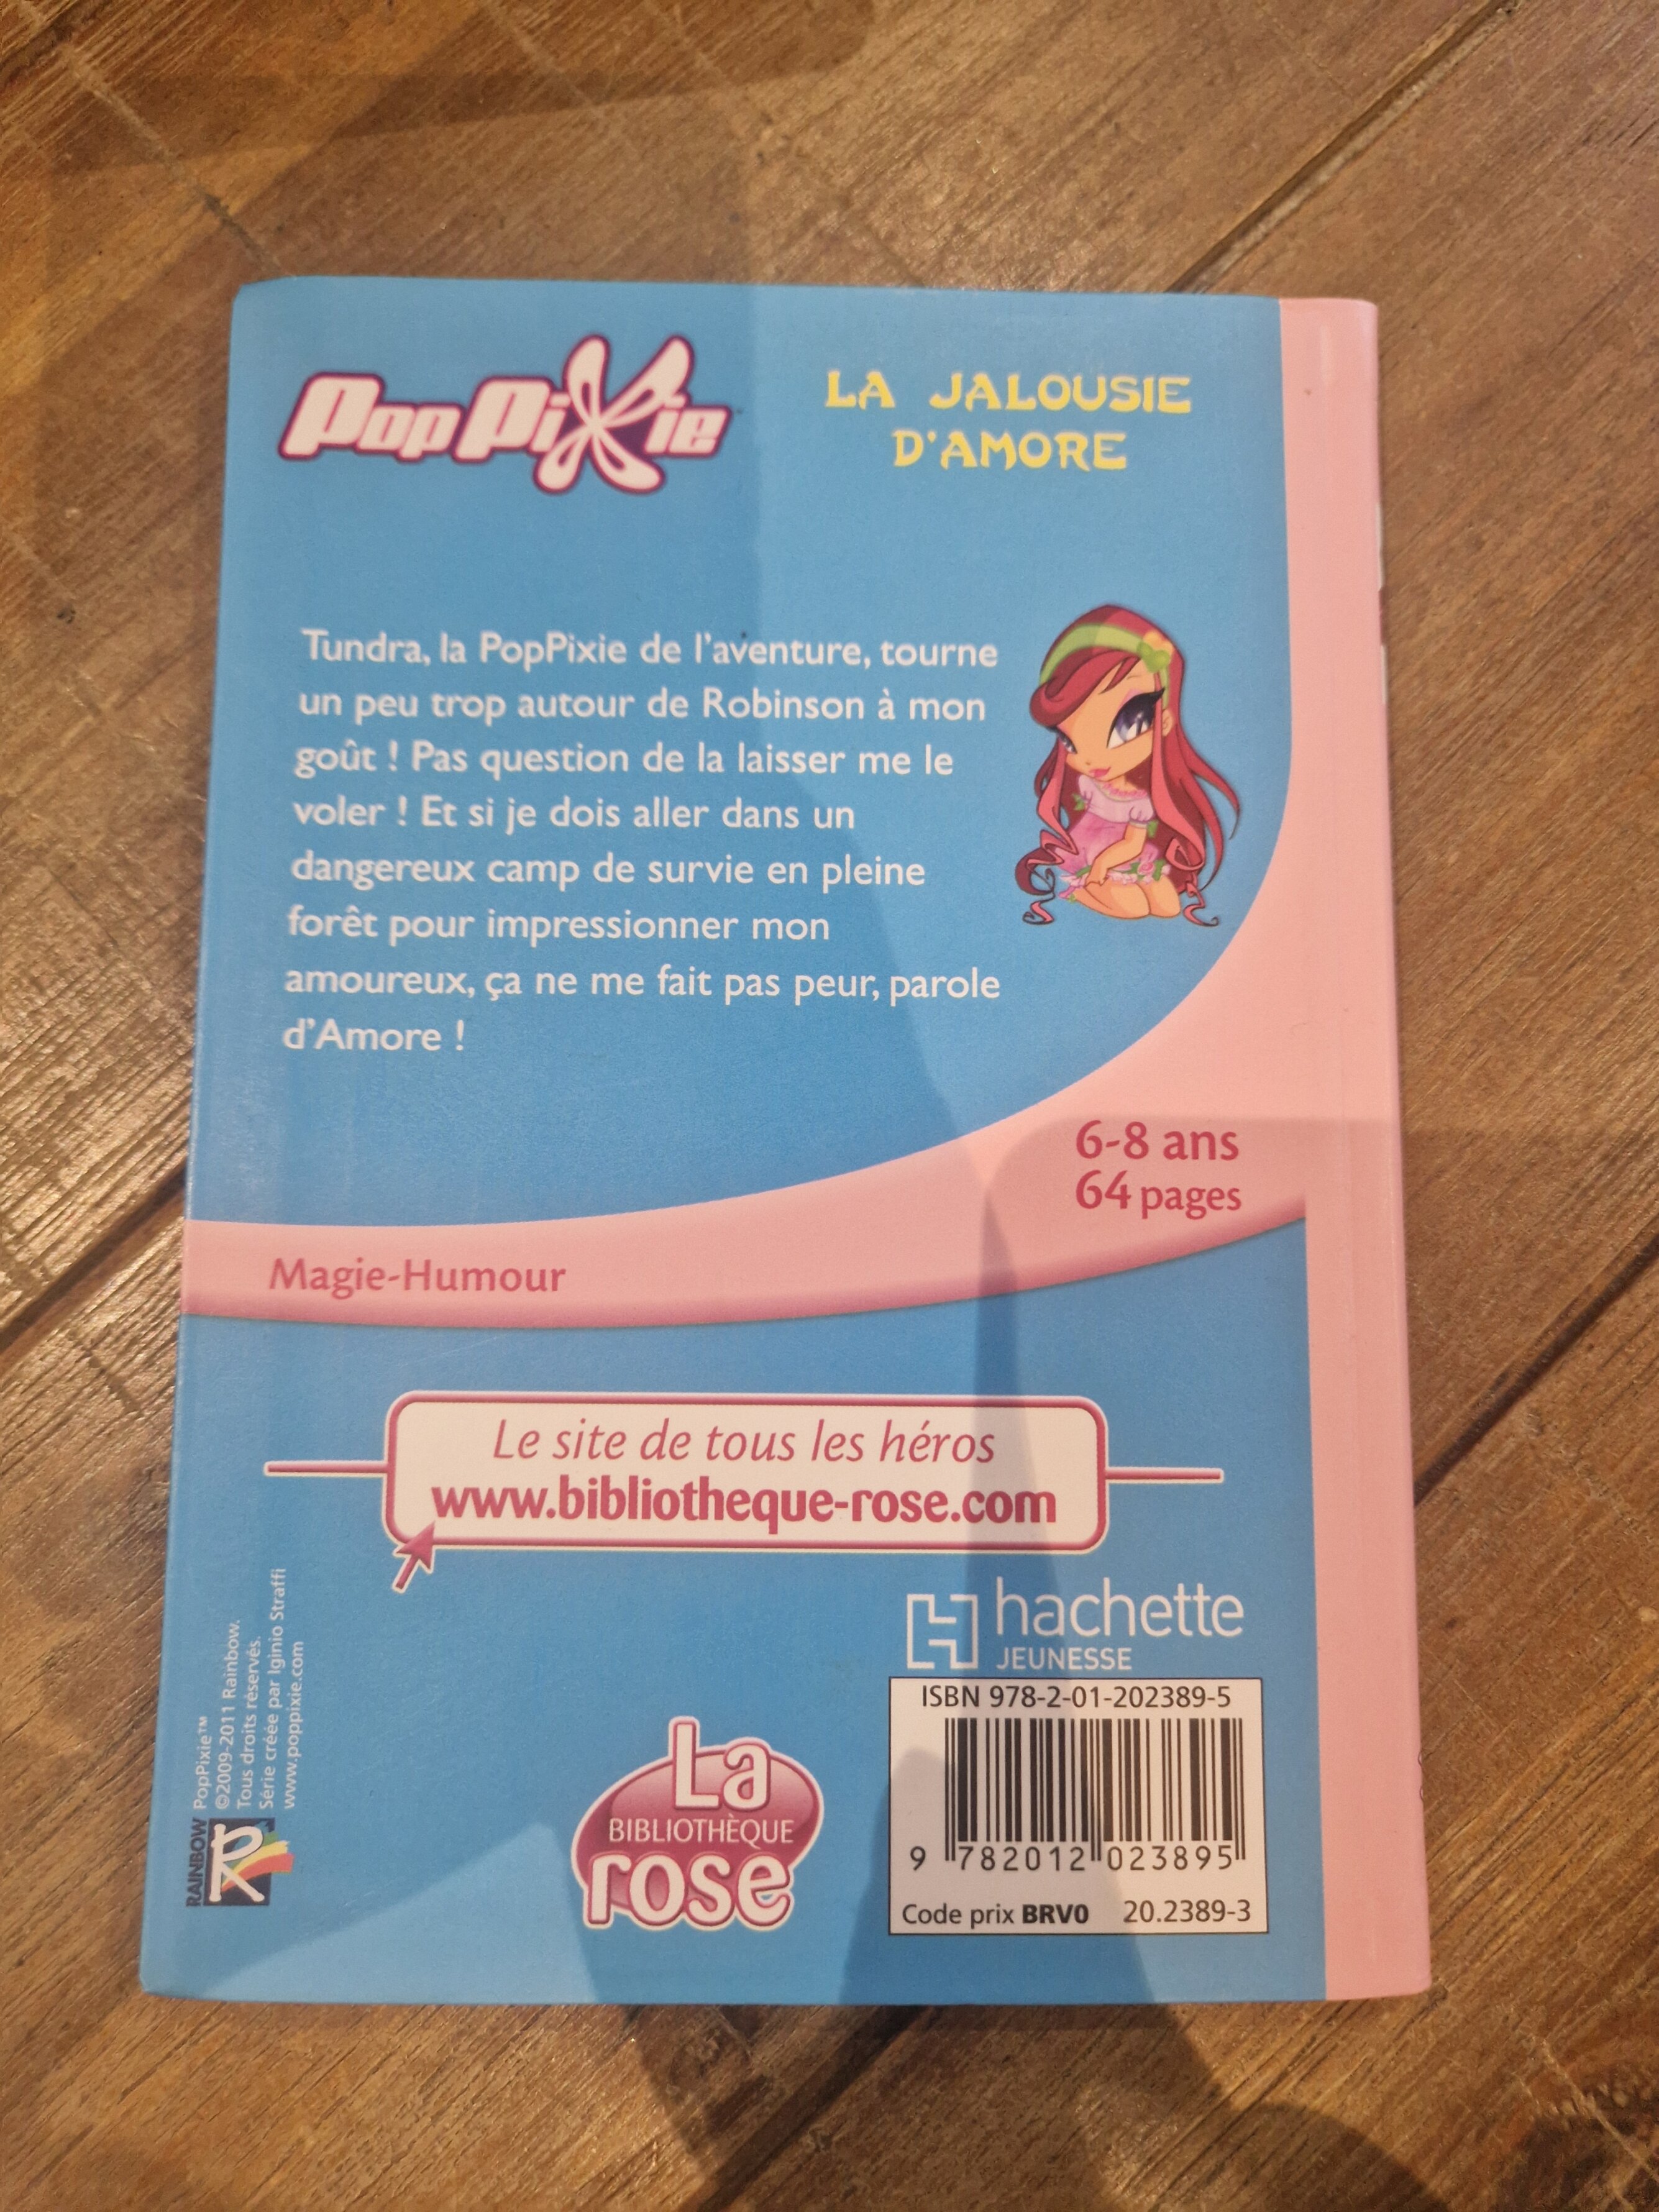 PopPixie
LA JALOUSIE
D'AMORE
Tundra, la PopPixie de l'aventure, tourne
un peu trop autour de Robinson à mon
goût ! Pas question de la laisser me le
voler ! Et si je dois aller dans un
dangereux camp de survie en pleine
forêt pour impressionner mon
amoureux, ça ne me fait pas peur, parole
d'Amore !
6-8 ans
64 pages
Magie-Humour
Le site de tous les héros
www.bibliotheque-rose.com
PopPixie™
©2009-2011 Rainbow.
Tous droits réservés.
Série créée par Iginio Straffi
www.poppixie.com
RAINBOW
R
La
BIBLIOTHÈQUE
rose
hachette
JEUNESSE
ISBN 978-2-01-202389-5
9 782012 023895
Code prix BRV0 20.2389-3